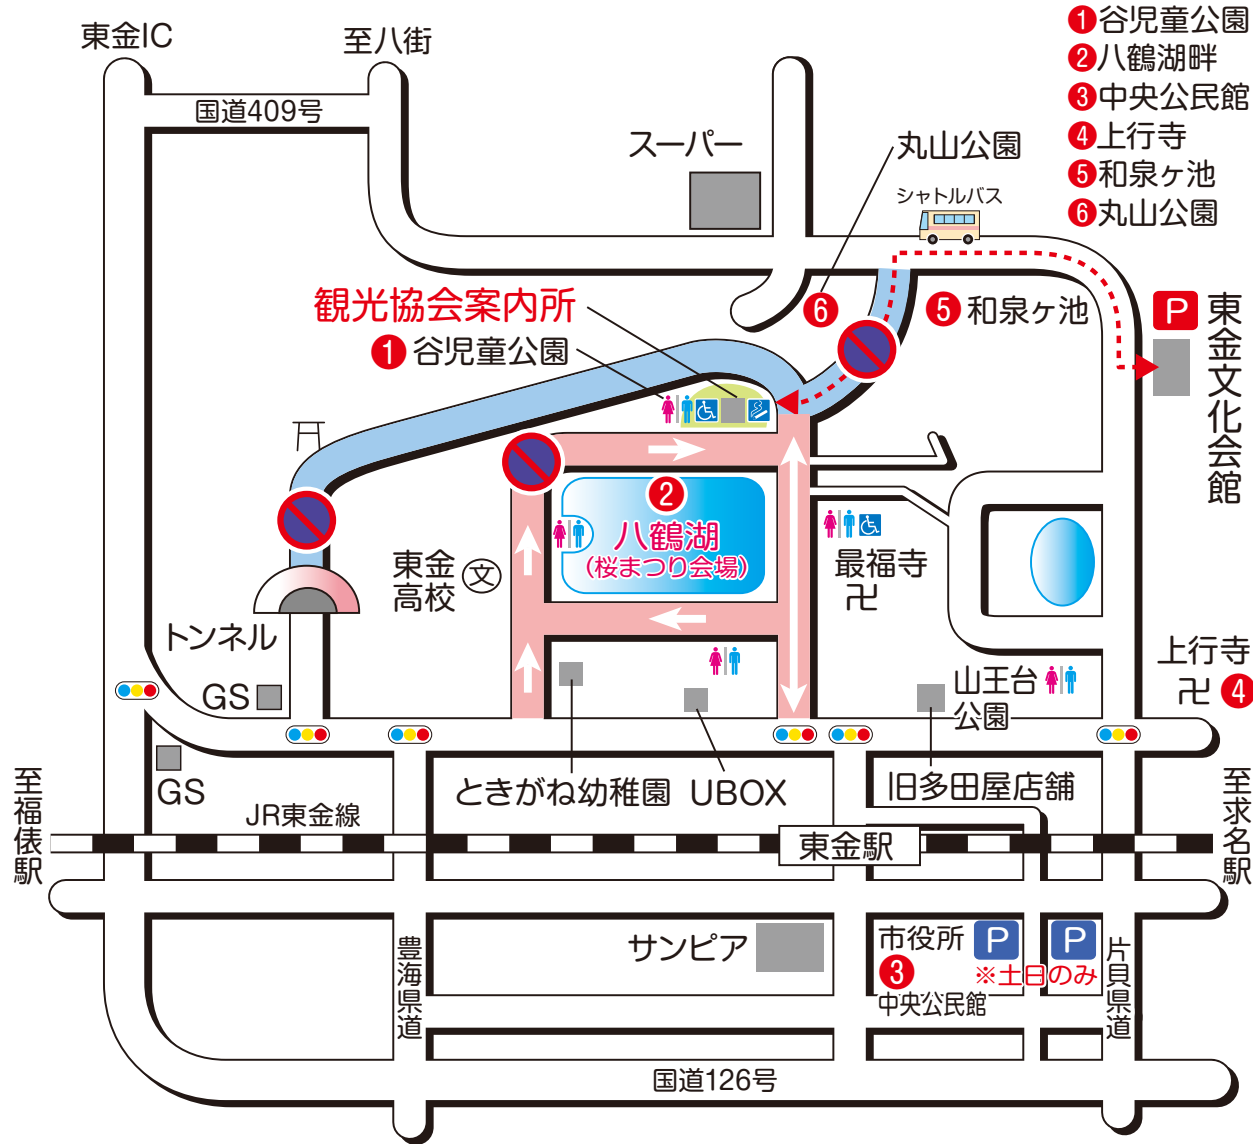 東金IC
至八街
国道409号
スーパー
丸山公園
シャトルバス
❶谷児童公園
❷八鶴湖畔
❸中央公民館
❹上行寺
❺和泉ヶ池
❻丸山公園
観光協会案内所
❶谷児童公園
❻
❺和泉ヶ池
P
東金文化会館
❷
八鶴湖
（桜まつり会場）
東金
高校
文
最福寺
卍
トンネル
GS
GS
山王台
公園
上行寺
卍❹
ときがね幼稚園
UBOX
旧多田屋店舗
至福俵駅
JR東金線
東金駅
至求名駅
サンピア
市役所
P
P
❸
※土日のみ
中央公民館
豊海県道
片貝県道
国道126号